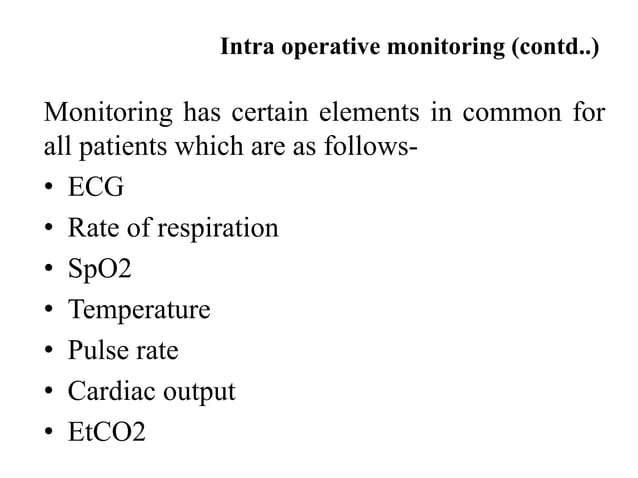 Intra operative monitoring (contd..)
Monitoring has certain elements in common for
all patients which are as follows-
• ECG
• Rate of respiration
• SpO2
• Temperature
• Pulse rate
• Cardiac output
• EtCO2